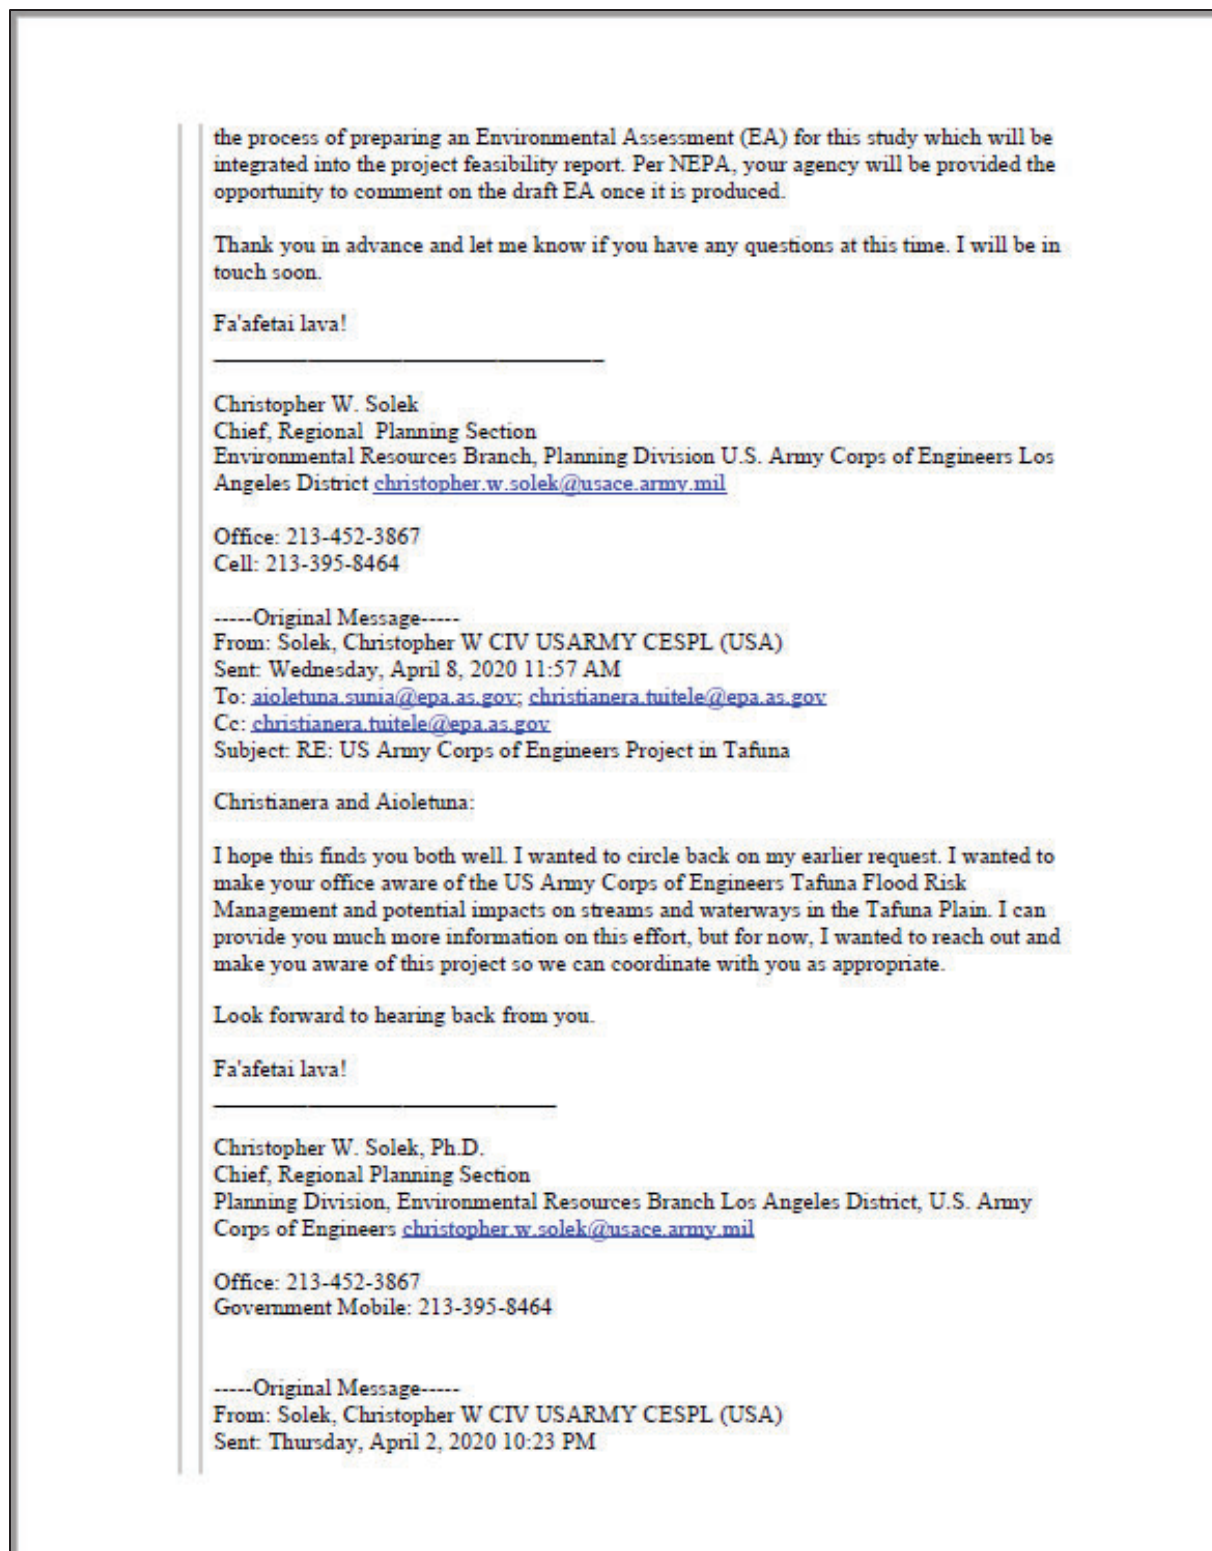 the process of preparing an Environmental Assessment (EA) for this study which will be
integrated into the project feasibility report. Per NEPA, your agency will be provided the
opportunity to comment on the draft EA once it is produced.
Thank you in advance and let me know if you have any questions at this time. I will be in
touch soon.
Fa'afetai lava!
Christopher W. Solek
Chief, Regional  Planning Section
Environmental Resources Branch, Planning Division U.S. Army Corps of Engineers Los
Angeles District christopher.w.solek@usace.army.mil
Office: 213-452-3867
Cell: 213-395-8464
-----Original Message-----
From: Solek, Christopher W CIV USARMY CESPL (USA)
Sent: Wednesday, April 8, 2020 11:57 AM
To: aioletuna.sunia@epa.as.gov; christianera.tuitele@epa.as.gov
Cc: christianera.tuitele@epa.as.gov
Subject: RE: US Army Corps of Engineers Project in Tafuna
Christianera and Aioletuna:
I hope this finds you both well. I wanted to circle back on my earlier request. I wanted to
make your office aware of the US Army Corps of Engineers Tafuna Flood Risk
Management and potential impacts on streams and waterways in the Tafuna Plain. I can
provide you much more information on this effort, but for now, I wanted to reach out and
make you aware of this project so we can coordinate with you as appropriate.
Look forward to hearing back from you.
Fa'afetai lava!
Christopher W. Solek, Ph.D.
Chief, Regional Planning Section
Planning Division, Environmental Resources Branch Los Angeles District, U.S. Army
Corps of Engineers christopher.w.solek@usace.army.mil
Office: 213-452-3867
Government Mobile: 213-395-8464
-----Original Message-----
From: Solek, Christopher W CIV USARMY CESPL (USA)
Sent: Thursday, April 2, 2020 10:23 PM